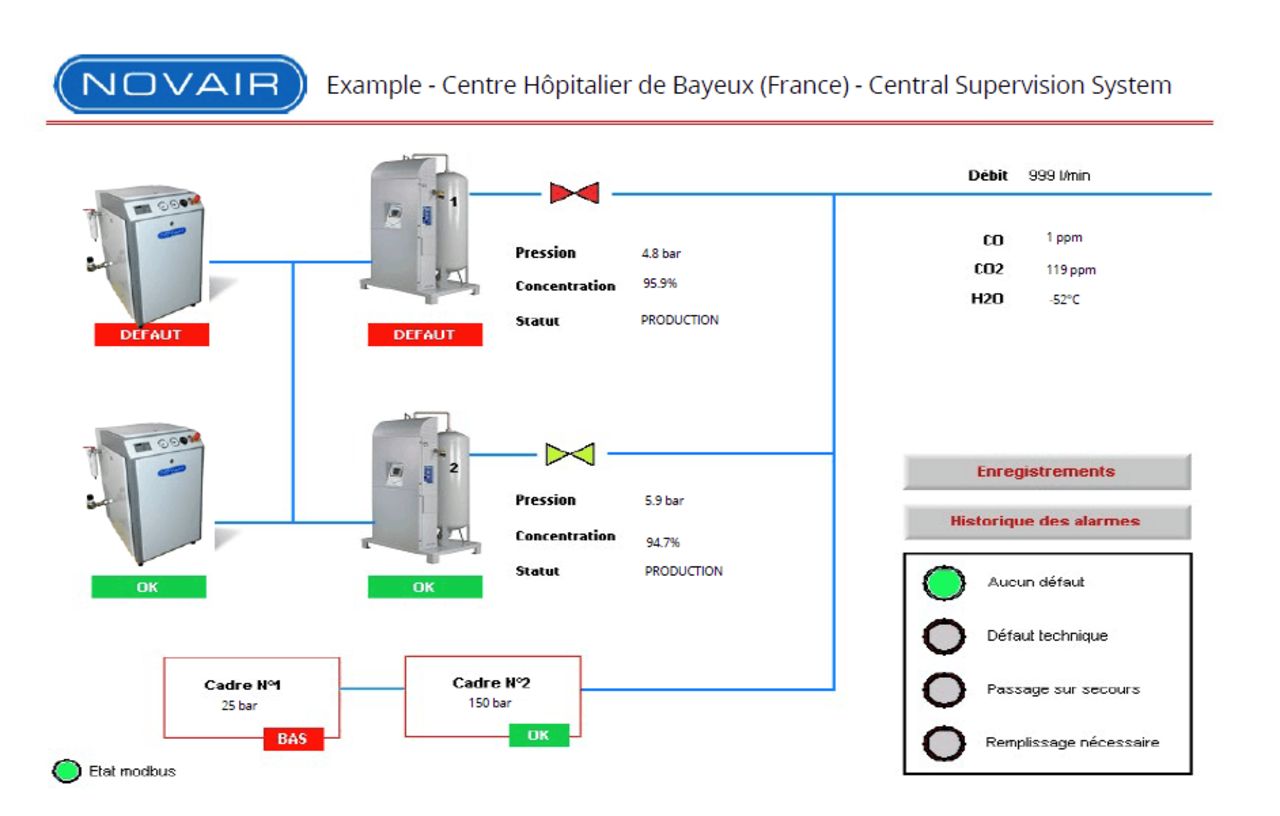 NOVAIR
Example - Centre Hôpitalier de Bayeux (France) - Central Supervision System
Débit 999 l/min
1
Pression 4.8 bar
Concentration 95.9%
Statut PRODUCTION
CO 1 ppm
CO2 119 ppm
H2O -52°C
DEFAUT
DEFAUT
2
Pression 5.9 bar
Concentration 94.7%
Statut PRODUCTION
OK
OK
Enregistrements
Historique des alarmes
Aucun défaut
Défaut technique
Passage sur secours
Remplissage nécessaire
Cadre N°1
25 bar
BAS
Cadre N°2
150 bar
OK
Etat modbus